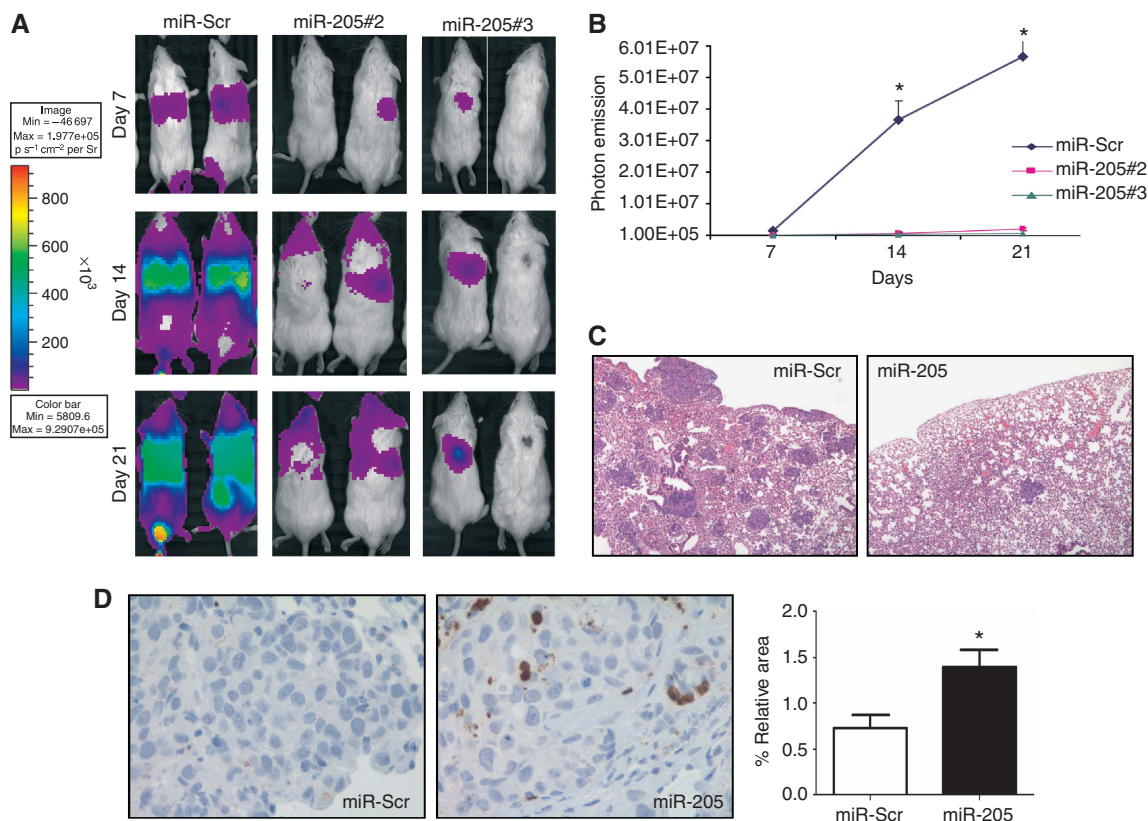 A
miR-Scr
miR-205#2
miR-205#3
Day 7
Day 14
Day 21
Image
Min = −46 697
Max = 1.977e+05
p s−1 cm−2 per Sr
800
600
400
200
×10³
Color bar
Min = 5809.6
Max = 9.2907e+05
B
Photon emission
6.01E+07
5.01E+07
4.01E+07
3.01E+07
2.01E+07
1.01E+07
1.00E+05
*
*
7
14
21
Days
miR-Scr
miR-205#2
miR-205#3
C
miR-Scr
miR-205
D
miR-Scr
miR-205
% Relative area
2.0
1.5
1.0
0.5
0.0
*
miR-Scr
miR-205